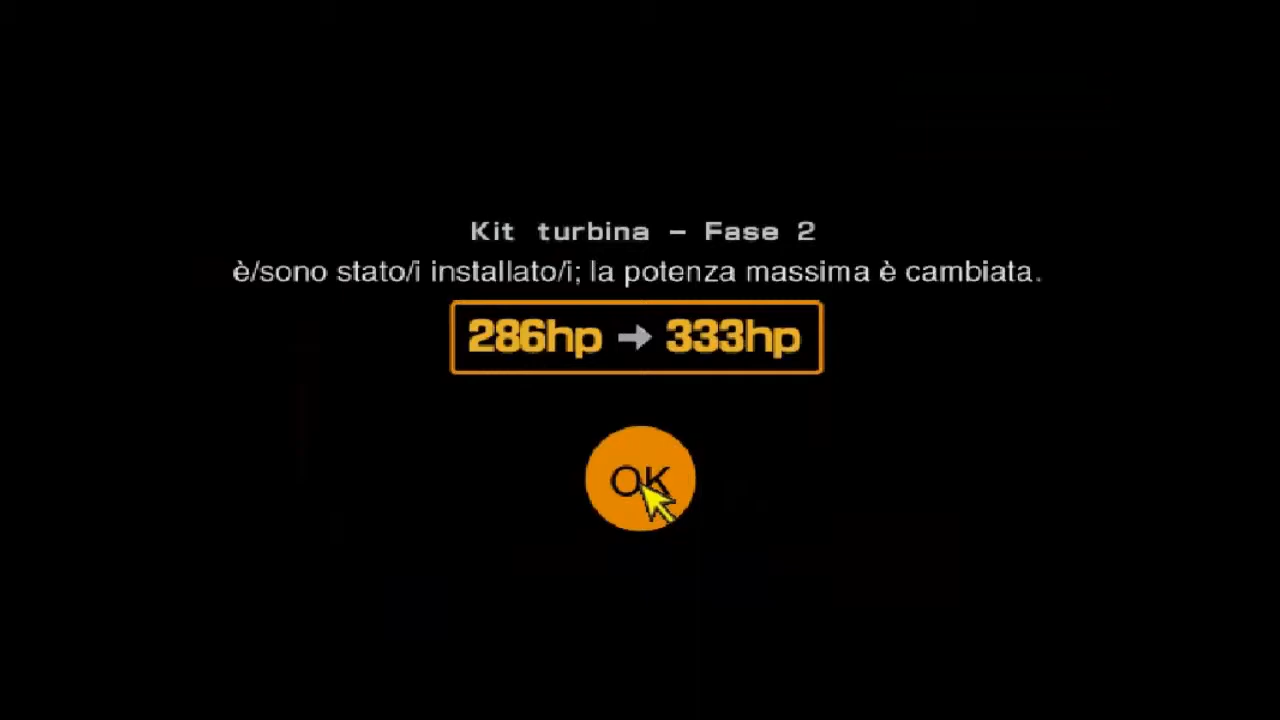 Kit turbina – Fase 2
è/sono stato/i installato/i; la potenza massima è cambiata.
286hp → 333hp
OK